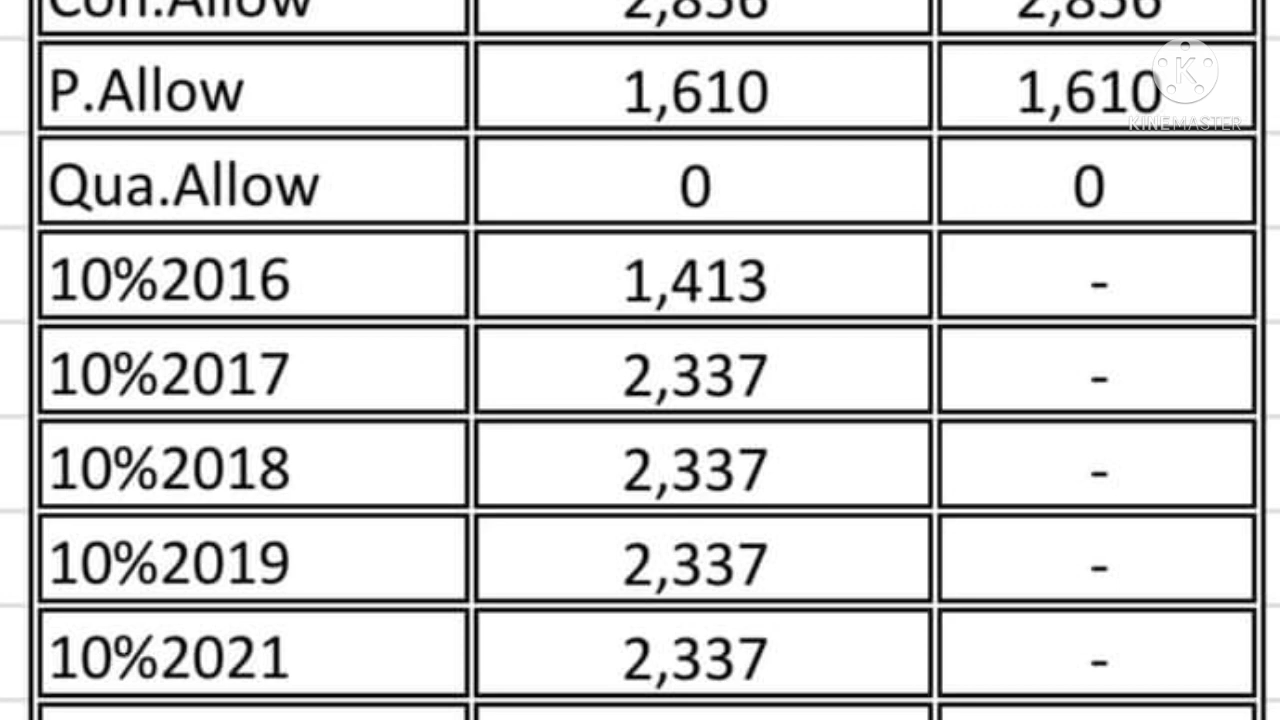 P.Allow 1,610 1,610
K
KINEMASTER
Qua.Allow 0 0
10%2016 1,413 -
10%2017 2,337 -
10%2018 2,337 -
10%2019 2,337 -
10%2021 2,337 -